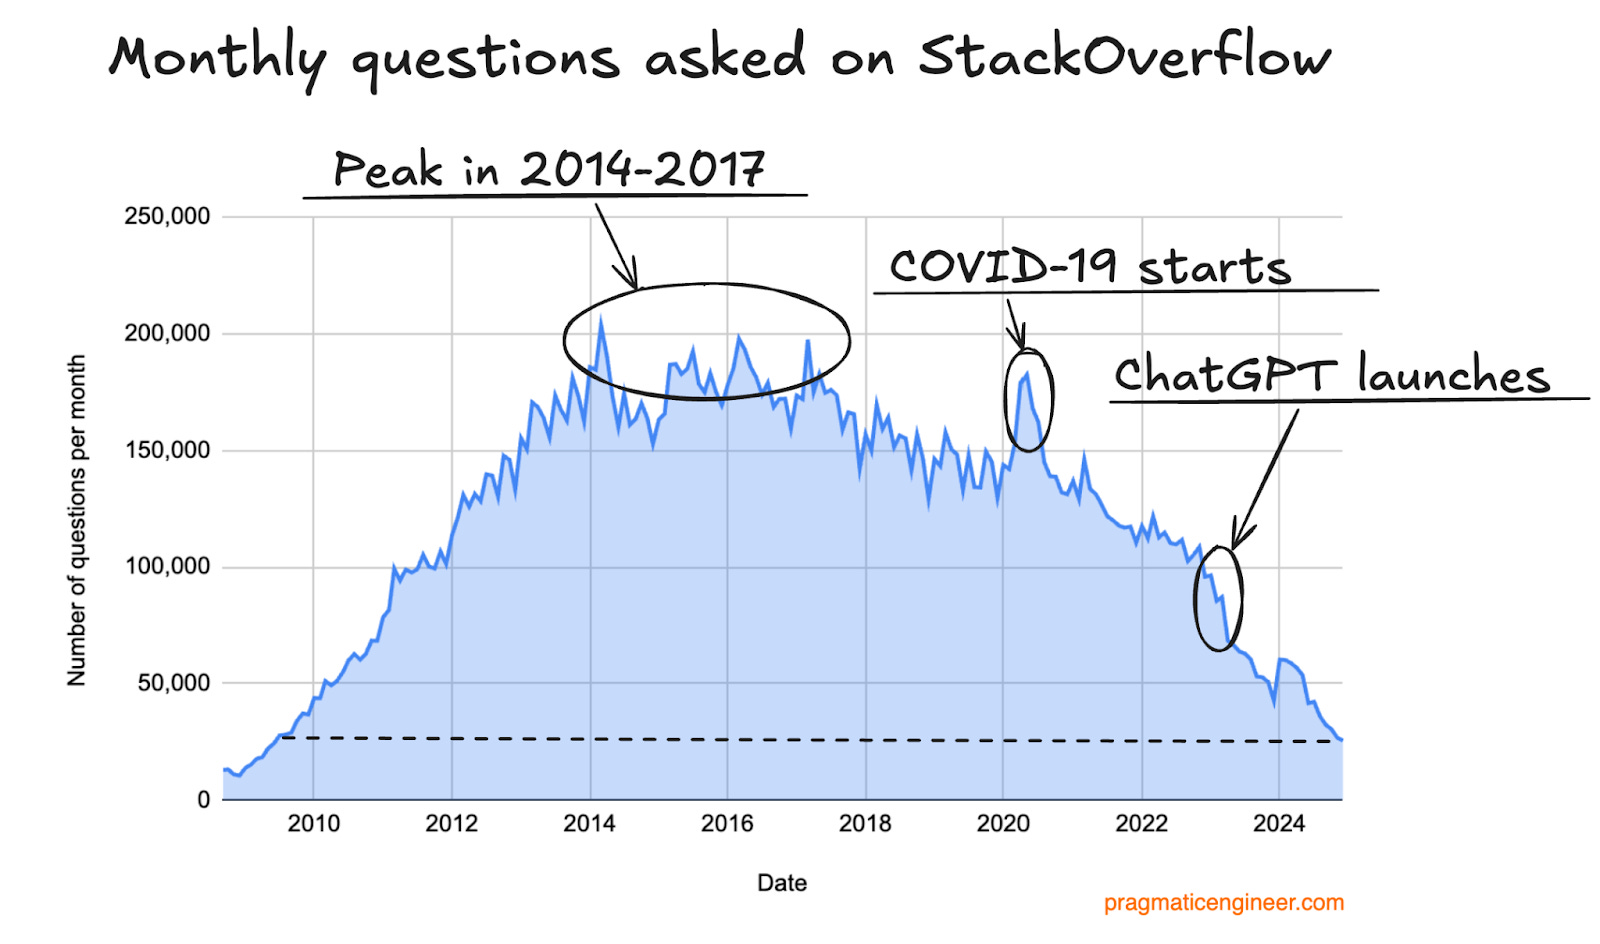 Monthly questions asked on StackOverflow
Peak in 2014-2017
COVID-19 starts
ChatGPT launches
Number of questions per month
250,000
200,000
150,000
100,000
50,000
0
2010 2012 2014 2016 2018 2020 2022 2024
Date
pragmaticengineer.com